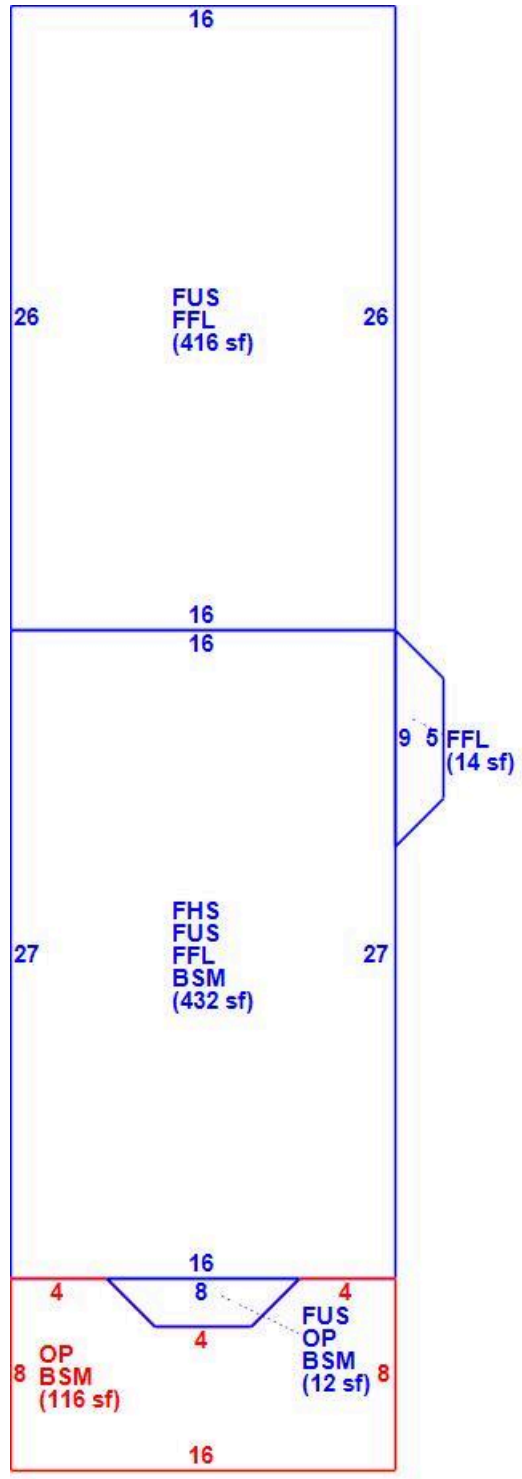 16
26
FUS
FFL
(416 sf)
26
16
16
9 5
FFL
(14 sf)
27
FHS
FUS
FFL
BSM
(432 sf)
27
16
4
8
4
4
FUS
OP
BSM
(12 sf)
8
OP
BSM
(116 sf)
8
16